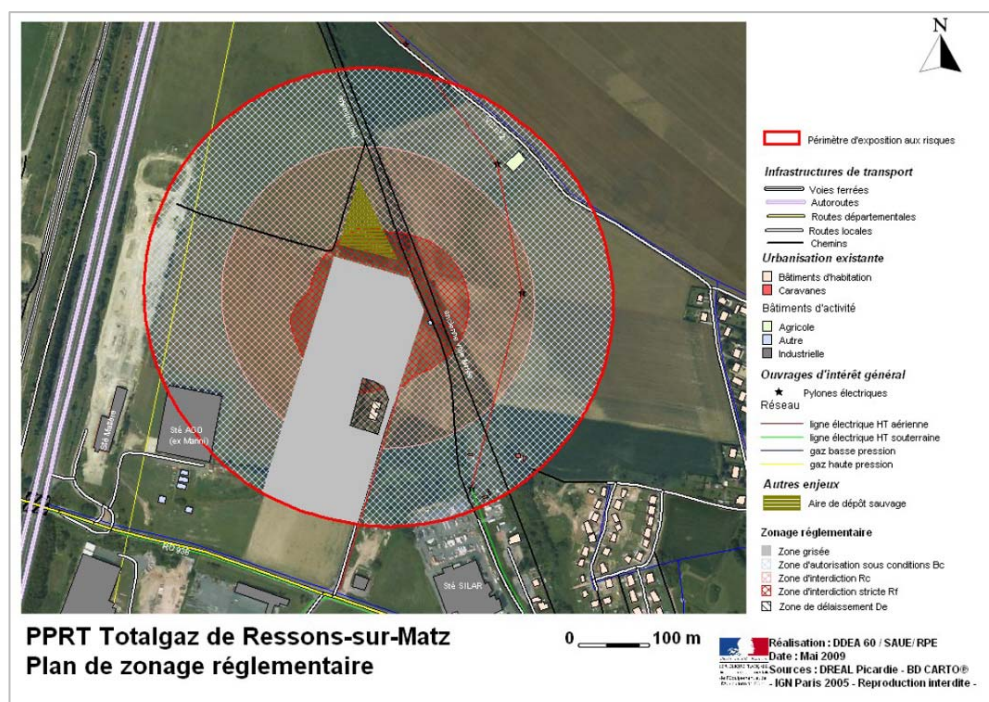 N
Périmètre d'exposition aux risques
Infrastructures de transport
Voies ferrées
Autoroutes
Routes départementales
Routes locales
Chemins
Urbanisation existante
Bâtiments d'habitation
Caravanes
Bâtiments d'activité
Agricole
Autre
Industrielle
Ouvrages d'intérêt général
Pylones électriques
Réseau
ligne électrique HT aérienne
ligne électrique HT souterraine
gaz basse pression
gaz haute pression
Autres enjeux
Aire de dépôt sauvage
Zonage réglementaire
Zone grisée
Zone d'autorisation sous conditions Bc
Zone d'interdiction Rc
Zone d'interdiction stricte Rf
Zone de délaissement De
Sté AGO
(ex Manni)
RD 938
Sté SILAR
PPRT Totalgaz de Ressons-sur-Matz
Plan de zonage réglementaire
0 100 m
Réalisation : DDEA 60 / SAUE/ RPE
Date : Mai 2009
Sources : DREAL Picardie - BD CARTO®
- IGN Paris 2005 - Reproduction interdite -